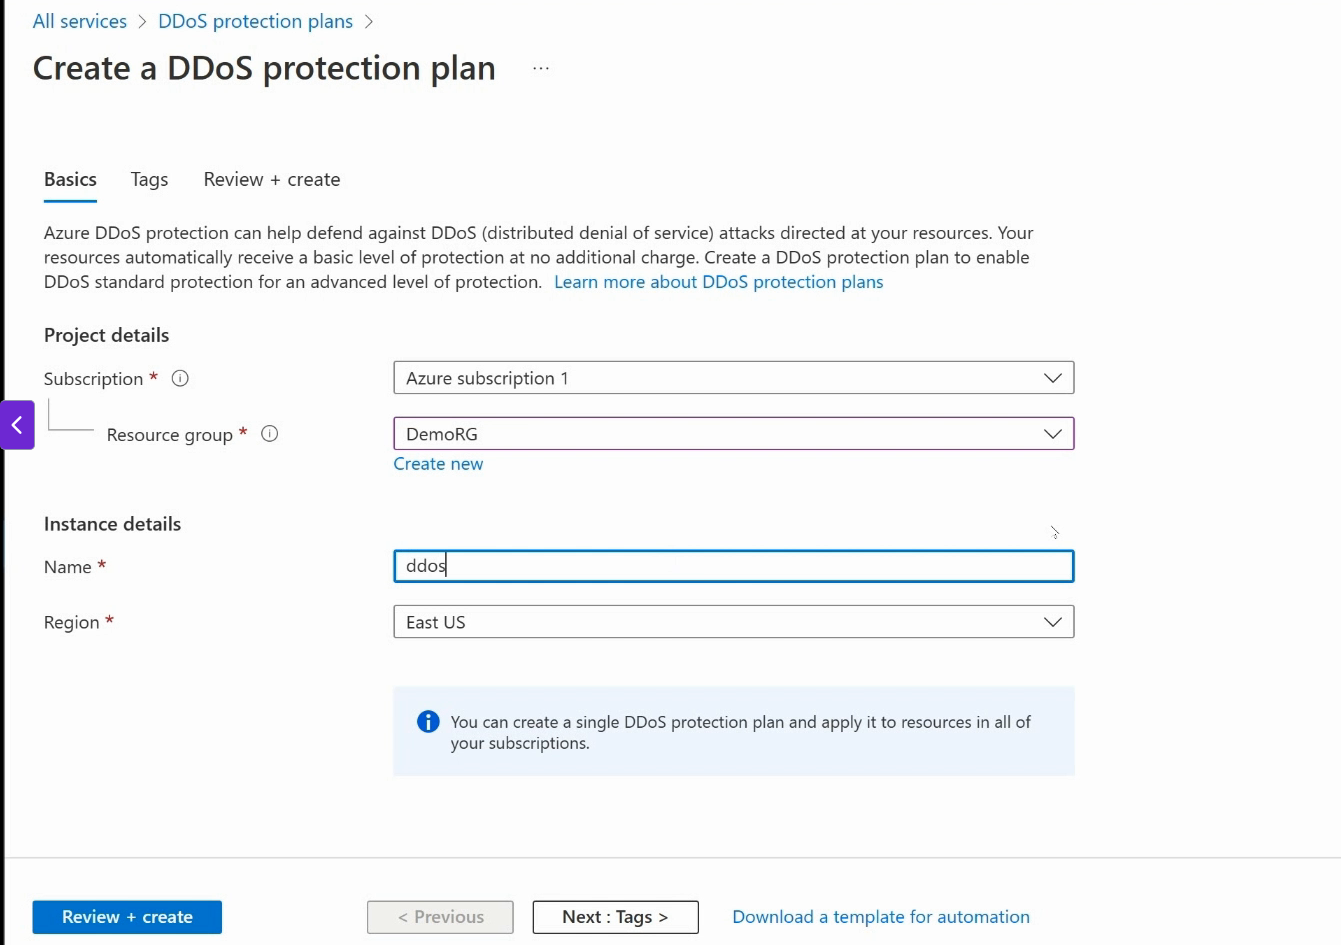 All services > DDoS protection plans >
Create a DDoS protection plan ...
Basics Tags Review + create
Azure DDoS protection can help defend against DDoS (distributed denial of service) attacks directed at your resources. Your
resources automatically receive a basic level of protection at no additional charge. Create a DDoS protection plan to enable
DDoS standard protection for an advanced level of protection. Learn more about DDoS protection plans
Project details
Subscription * Azure subscription 1
Resource group * DemoRG
Create new
Instance details
Name * ddos
Region * East US
You can create a single DDoS protection plan and apply it to resources in all of
your subscriptions.
Review + create < Previous Next : Tags > Download a template for automation